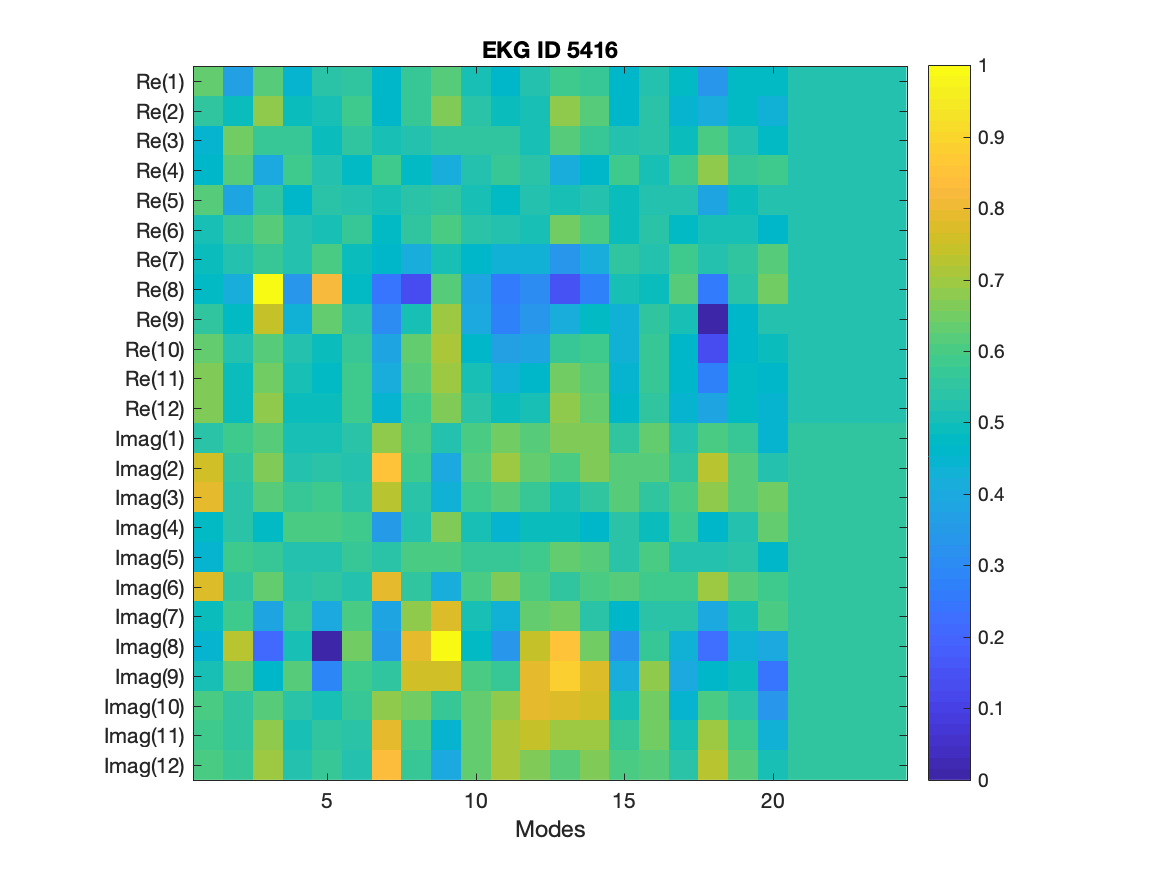 EKG ID 5416
Re(1)
Re(2)
Re(3)
Re(4)
Re(5)
Re(6)
Re(7)
Re(8)
Re(9)
Re(10)
Re(11)
Re(12)
Imag(1)
Imag(2)
Imag(3)
Imag(4)
Imag(5)
Imag(6)
Imag(7)
Imag(8)
Imag(9)
Imag(10)
Imag(11)
Imag(12)
5 10 15 20
Modes
1
0.9
0.8
0.7
0.6
0.5
0.4
0.3
0.2
0.1
0